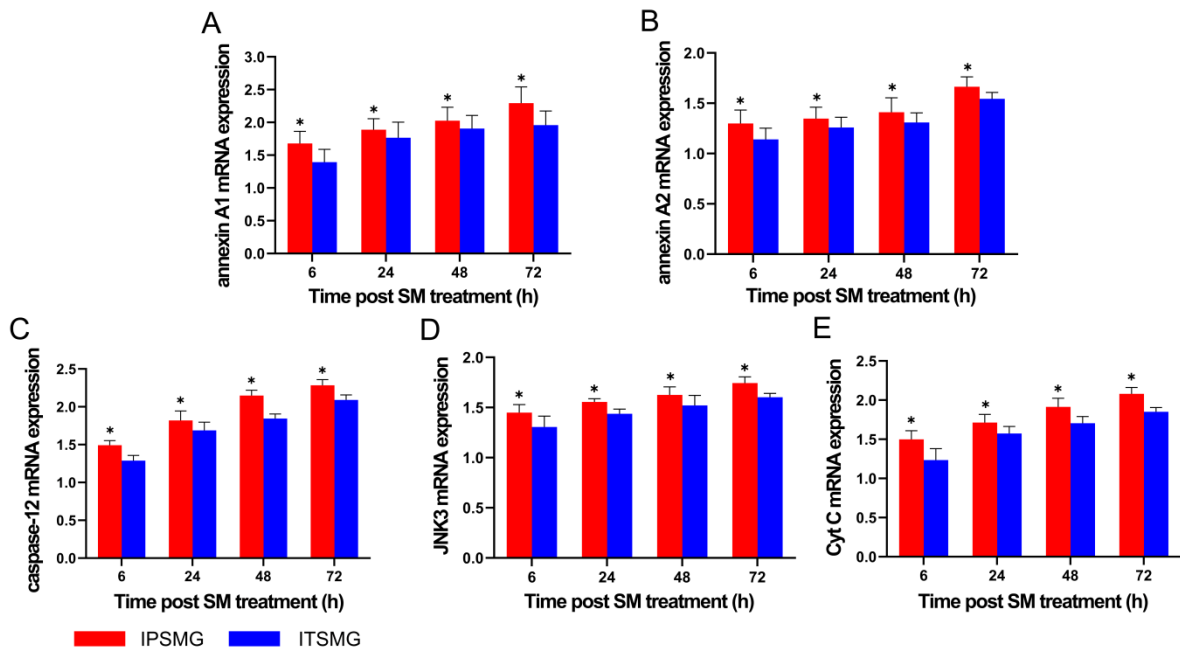 A
annexin A1 mRNA expression
3.0
2.5
2.0
1.5
1.0
0.5
0.0
* * * *
6 24 48 72
Time post SM treatment (h)
B
annexin A2 mRNA expression
2.0
1.5
1.0
0.5
0.0
* * * *
6 24 48 72
Time post SM treatment (h)
C
caspase-12 mRNA expression
2.5
2.0
1.5
1.0
0.5
0.0
* * * *
6 24 48 72
Time post SM treatment (h)
D
JNK3 mRNA expression
2.0
1.5
1.0
0.5
0.0
* * * *
6 24 48 72
Time post SM treatment (h)
E
Cyt C mRNA expression
2.5
2.0
1.5
1.0
0.5
0.0
* * * *
6 24 48 72
Time post SM treatment (h)
IPSMG ITSMG